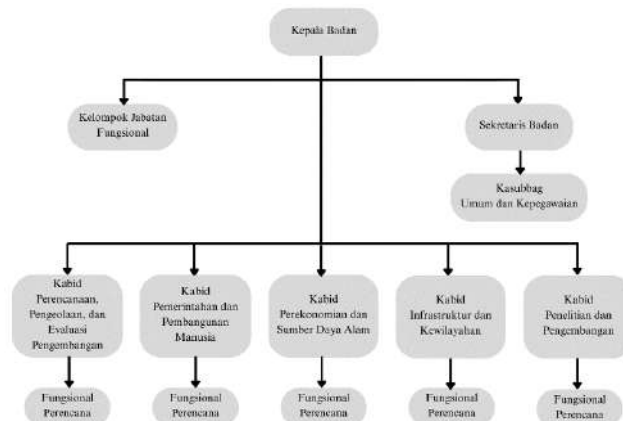 Kepala Badan
Kelompok Jabatan
Fungsional
Sekretaris Badan
Kasubbag
Umum dan Kepegawaian
Kabid
Perencanaan,
Pengeolaan, dan
Evaluasi
Pengembangan
Kabid
Pemerintahan dan
Pembangunan
Manusia
Kabid
Perekonomian dan
Sumber Daya Alam
Kabid
Infrastruktur dan
Kewilayahan
Kabid
Penelitian dan
Pengembangan
Fungsional
Perencana
Fungsional
Perencana
Fungsional
Perencana
Fungsional
Perencana
Fungsional
Perencana